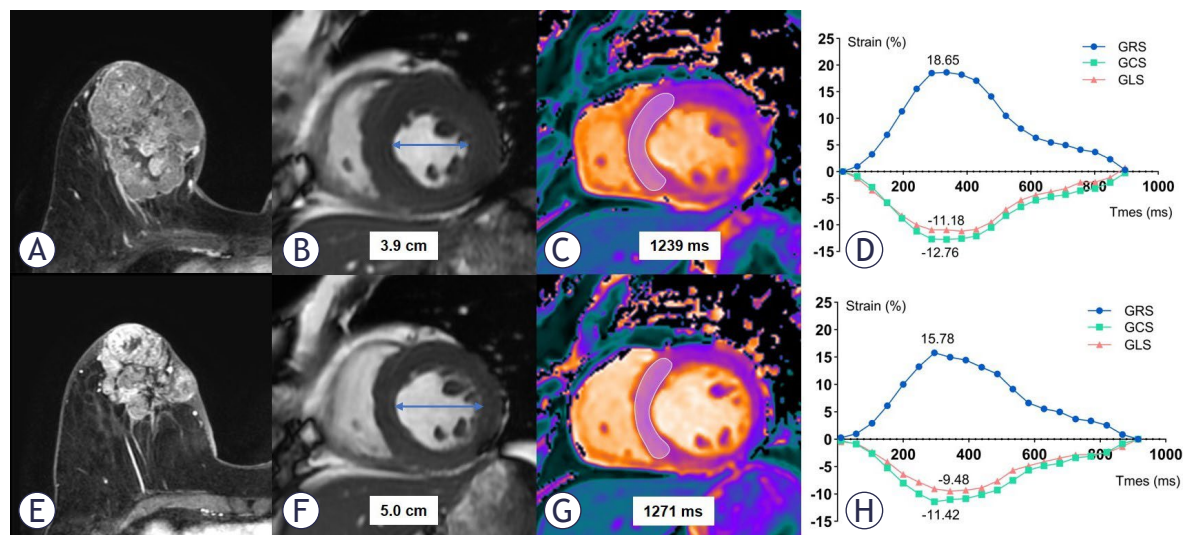 A
B
3.9 cm
C
1239 ms
D
Strain (%)
25
20
15
10
5
0
-5
-10
-15
200
400
600
800
1000
Tmes (ms)
18.65
-11.18
-12.76
GRS
GCS
GLS
E
F
5.0 cm
G
1271 ms
H
Strain (%)
25
20
15
10
5
0
-5
-10
-15
200
400
600
800
1000
Tmes (ms)
15.78
-9.48
-11.42
GRS
GCS
GLS